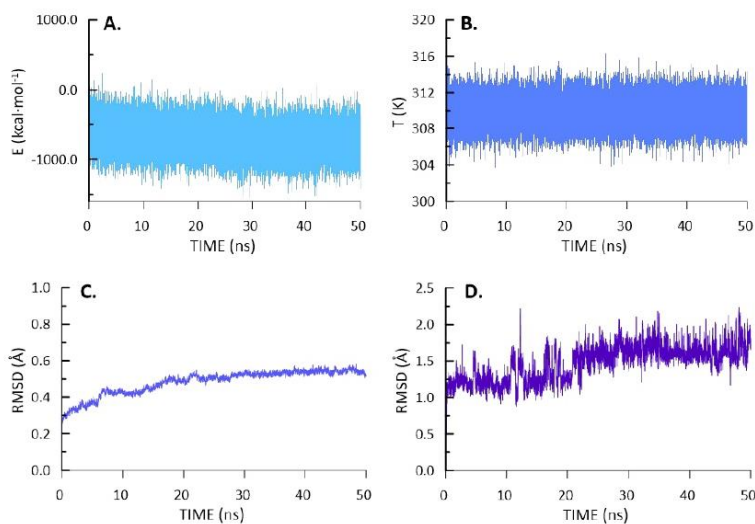 A.
E (kcal·mol⁻¹)
1000.0
0.0
-1000.0
0 10 20 30 40 50
TIME (ns)
B.
T (K)
320
316
312
308
304
300
0 10 20 30 40 50
TIME (ns)
C.
RMSD (Å)
1.0
0.8
0.6
0.4
0.2
0.0
0 10 20 30 40 50
TIME (ns)
D.
RMSD (Å)
2.5
2.0
1.5
1.0
0.5
0.0
0 10 20 30 40 50
TIME (ns)